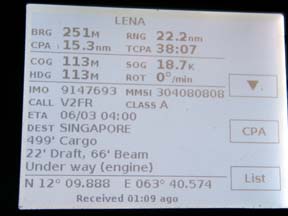 LENA
BRG 251M RNG 22.2nm
CPA : 15.3nm TCPA 38:07
COG 113M SOG 18.7K
HDG 113M ROT 0°/min
IMO 9147693 MMSI 304080808
CALL V2FR CLASS A
ETA 06/03 04:00
DEST SINGAPORE
499' Cargo
CPA
22' Draft, 66' Beam
Under way (engine)
List
N 12° 09.888 E 063° 40.574
Received 01:09 ago